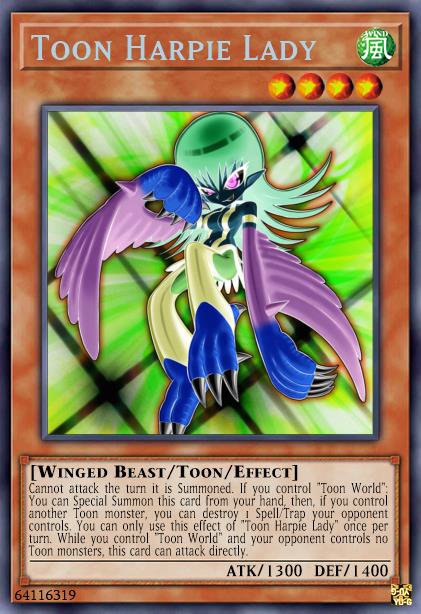 Toon Harpie Lady
WIND
風
[Winged Beast/Toon/Effect]
Cannot attack the turn it is Summoned. If you control "Toon World":
You can Special Summon this card from your hand, then, if you control
another Toon monster, you can destroy 1 Spell/Trap your opponent
controls. You can only use this effect of "Toon Harpie Lady" once per
turn. While you control "Toon World" and your opponent controls no
Toon monsters, this card can attack directly.
ATK/1300 DEF/1400
64116319